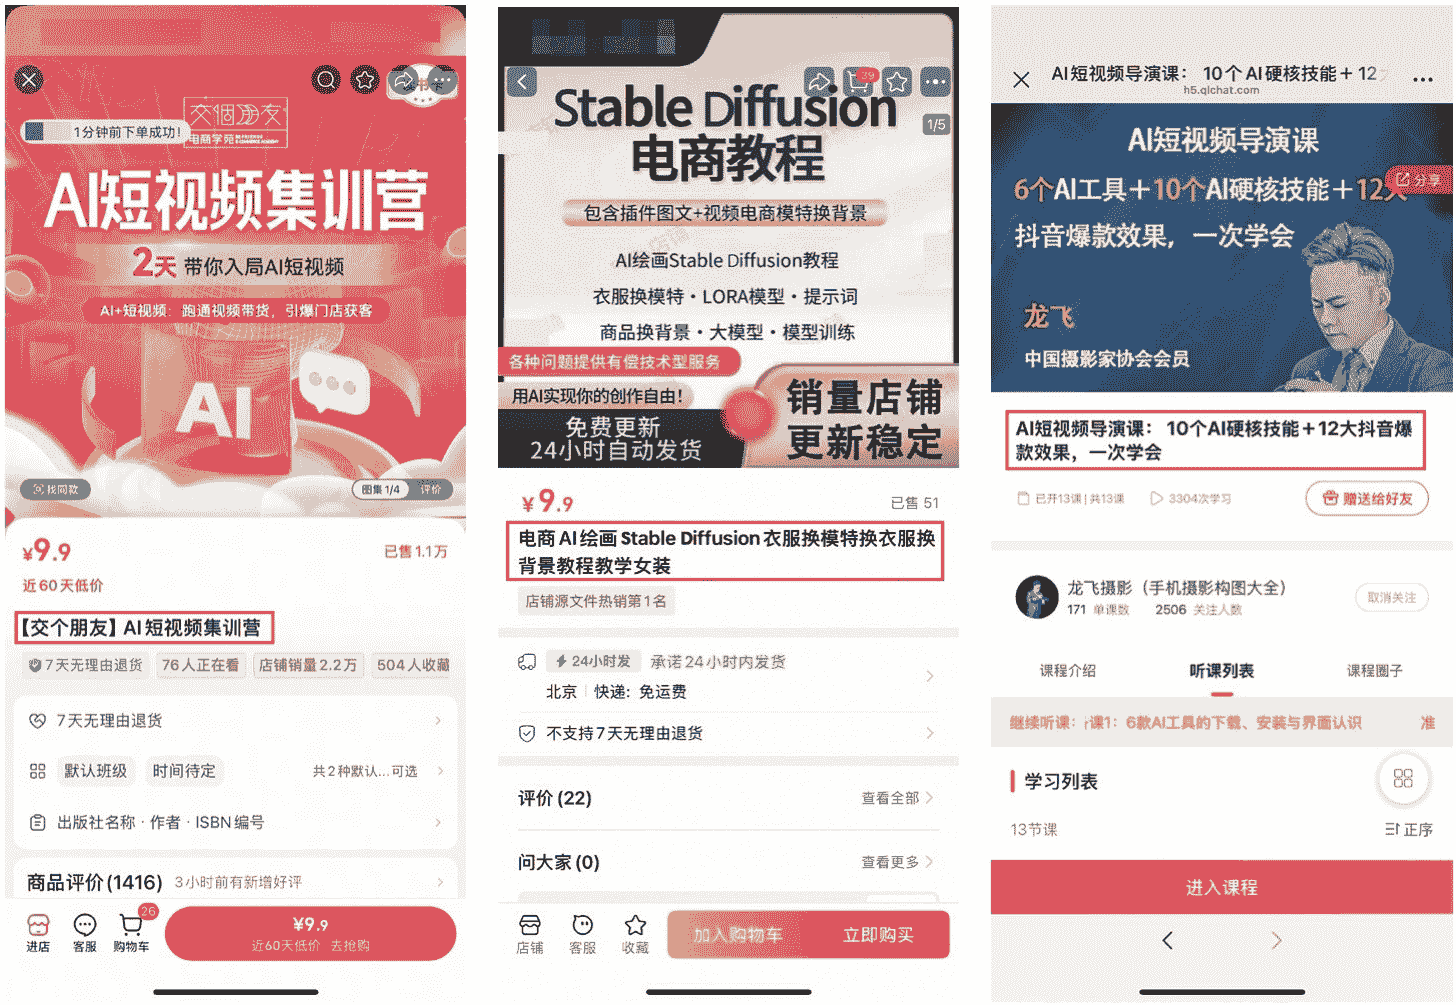 1分钟前下单成功!
交個朋友
电商学苑
AI短视频集训营
2天 带你入局AI短视频
AI+短视频：跑通视频带货，引爆门店获客
AI
找同款
图集 1/4 评价
¥9.9
已售1.1万
近60天低价
【交个朋友】AI短视频集训营
7天无理由退货
76人正在看
店铺销量2.2万
504人收藏
7天无理由退货
默认班级
时间待定
共2种默认...可选
出版社名称·作者·ISBN编号
商品评价(1416)
3小时前有新增好评
进店
客服
26
购物车
¥9.9
近60天低价 去抢购
39
1/5
Stable Diffusion
电商教程
包含插件图文+视频电商模特换背景
AI绘画Stable Diffusion教程
衣服换模特·LORA模型·提示词
商品换背景·大模型·模型训练
各种问题提供有偿技术型服务
用AI实现你的创作自由！
免费更新
24小时自动发货
销量店铺
更新稳定
¥9.9
已售 51
电商AI绘画Stable Diffusion衣服换模特换衣服换
背景教程教学女装
店铺源文件热销第1名
24小时发
承诺24小时内发货
北京 | 快递：免运费
不支持7天无理由退货
评价(22)
查看全部
问大家(0)
查看更多
店铺
客服
收藏
加入购物车
立即购买
AI短视频导演课： 10个AI硬核技能＋12
h5.qlchat.com
AI短视频导演课
6个AI工具＋10个AI硬核技能＋12大
分享
抖音爆款效果，一次学会
龙飞
中国摄影家协会会员
AI短视频导演课： 10个AI硬核技能＋12大抖音爆
款效果，一次学会
已开13课 | 共13课
3304次学习
赠送给好友
龙飞摄影（手机摄影构图大全）
171 单课数 2506 关注人数
取消关注
课程介绍
听课列表
课程圈子
继续听课：
课1：6款AI工具的下载、安装与界面认识
准
学习列表
13节课
正序
进入课程